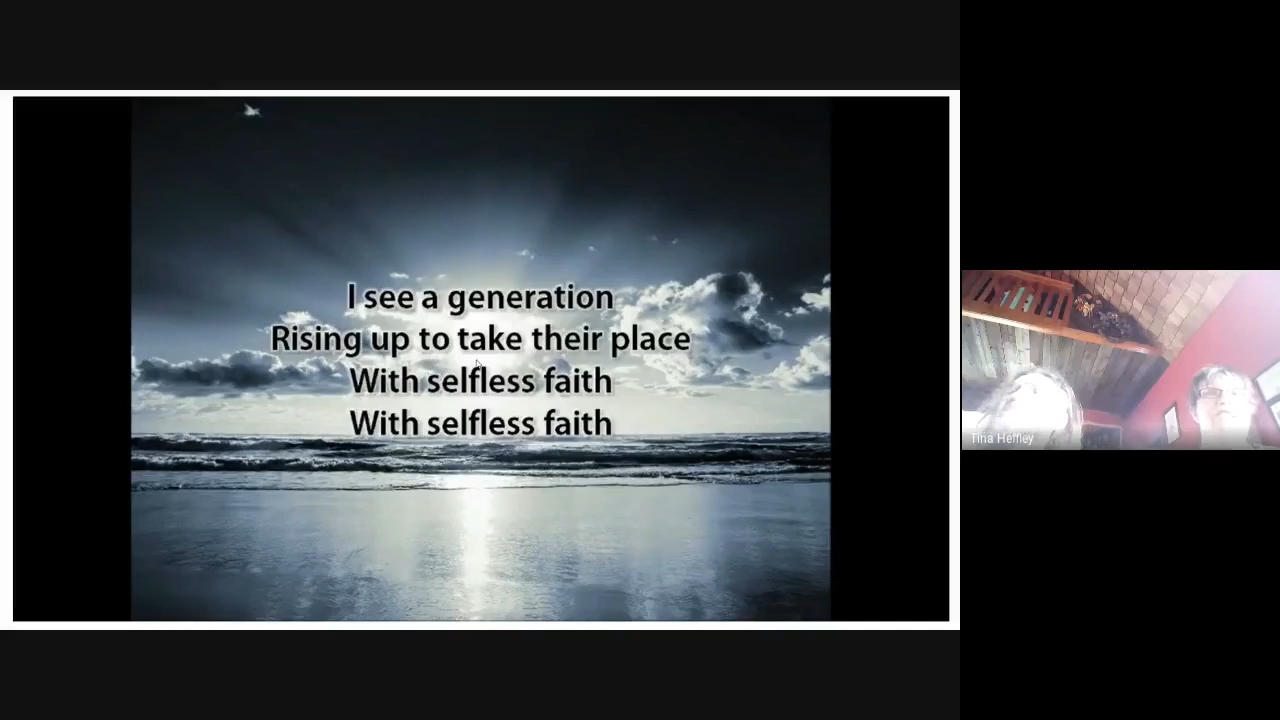 I see a generation
Rising up to take their place
With selfless faith
With selfless faith
Tina Heffley